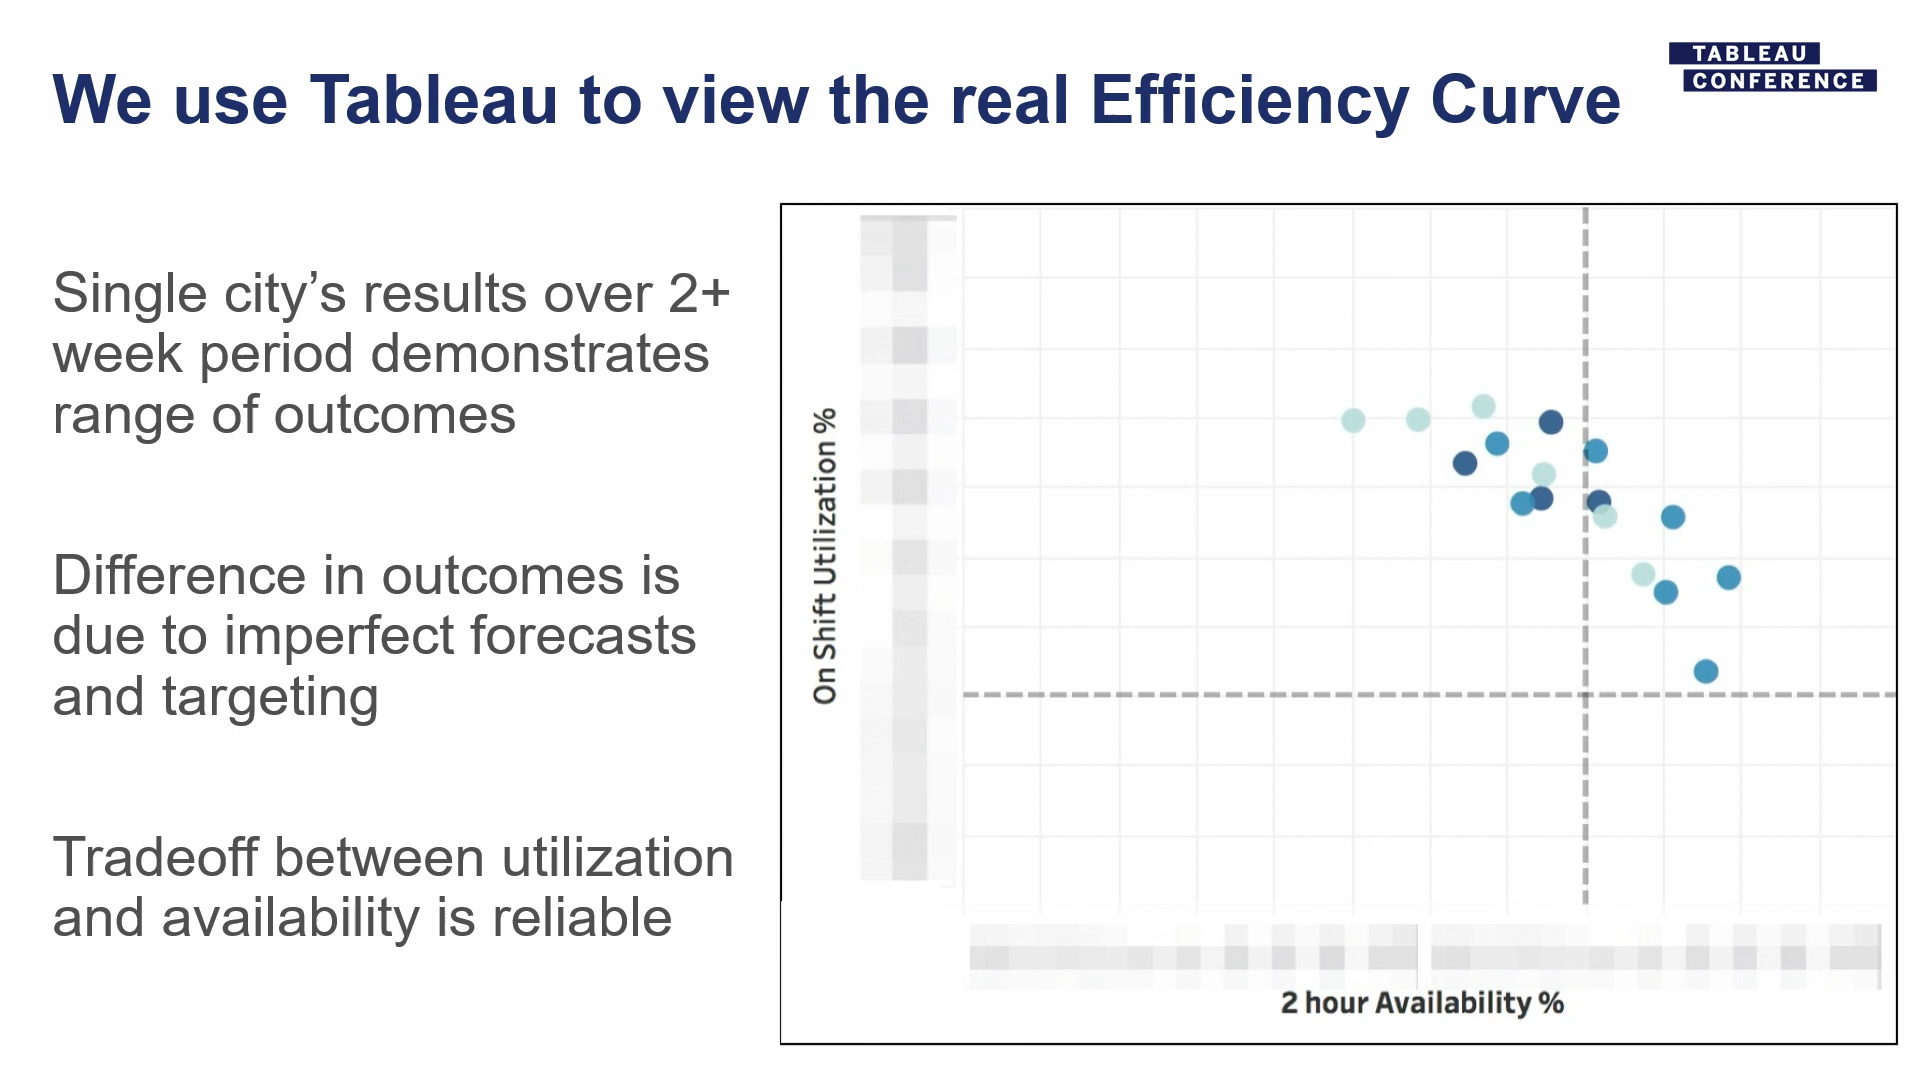 We use Tableau to view the real Efficiency Curve
TABLEAU
CONFERENCE
Single city’s results over 2+
week period demonstrates
range of outcomes
Difference in outcomes is
due to imperfect forecasts
and targeting
Tradeoff between utilization
and availability is reliable
On Shift Utilization %
2 hour Availability %